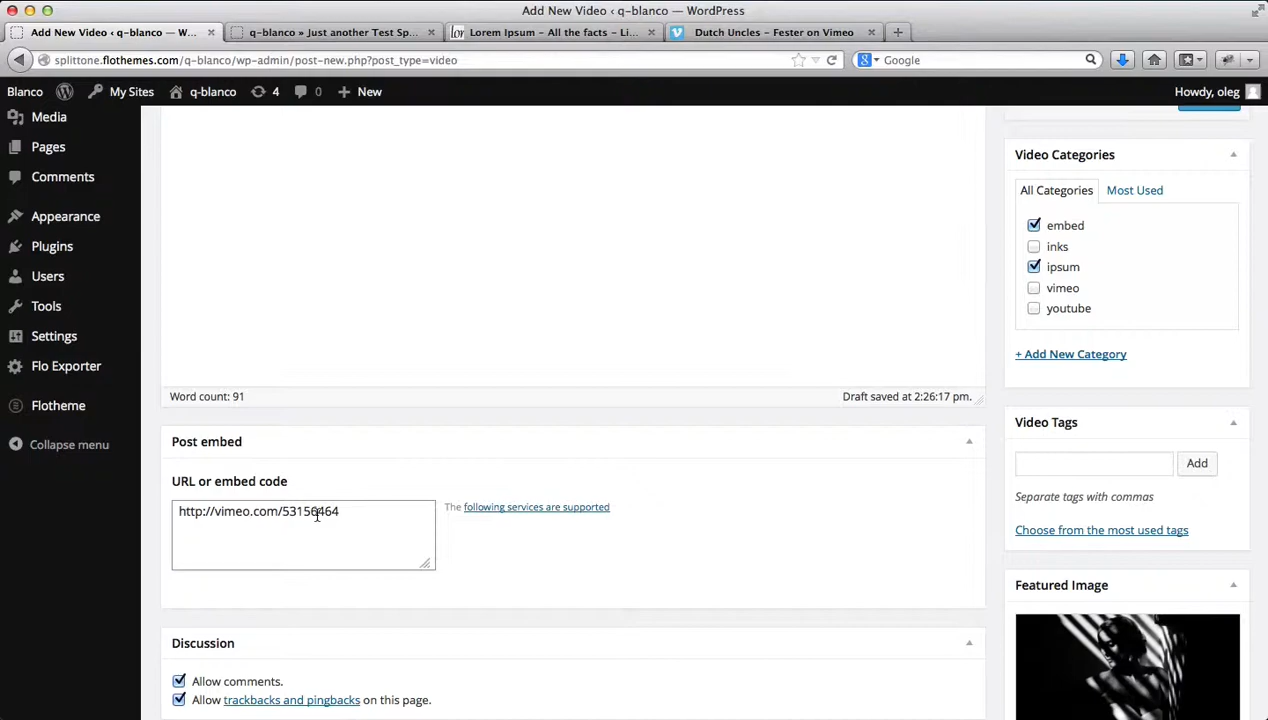 Add New Video ‹ q-blanco — WordPress
Add New Video ‹ q-blanco — W...
q-blanco » Just another Test Sp...
Lorem Ipsum – All the facts – Li...
Dutch Uncles – Fester on Vimeo
splittone.flothemes.com/q-blanco/wp-admin/post-new.php?post_type=video
Google
Blanco
My Sites
q-blanco
4
0
New
Howdy, oleg
Media
Pages
Comments
Appearance
Plugins
Users
Tools
Settings
Flo Exporter
Flotheme
Collapse menu
Word count: 91
Draft saved at 2:26:17 pm.
Post embed
URL or embed code
http://vimeo.com/53156464
The following services are supported
Discussion
Allow comments.
Allow trackbacks and pingbacks on this page.
Video Categories
All Categories
Most Used
embed
inks
ipsum
vimeo
youtube
+ Add New Category
Video Tags
Add
Separate tags with commas
Choose from the most used tags
Featured Image